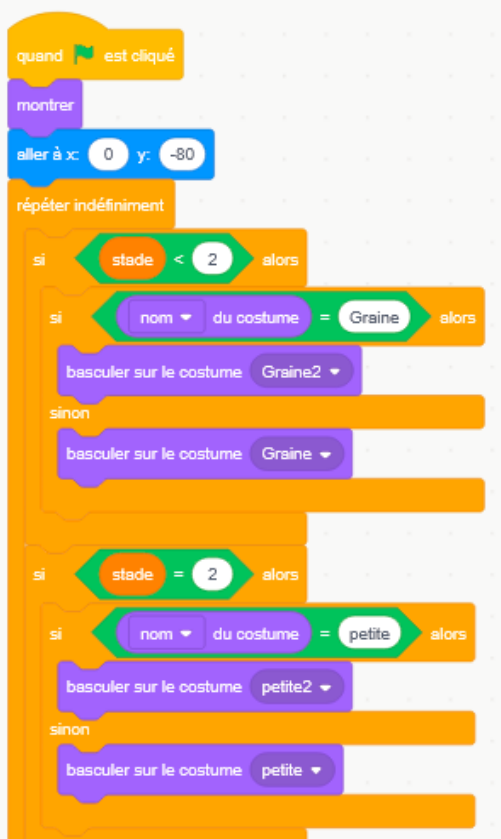 quand est cliqué
montrer
aller à x: 0 y: -80
répéter indéfiniment
si stade < 2 alors
si nom du costume = Graine alors
basculer sur le costume Graine2
sinon
basculer sur le costume Graine
si stade = 2 alors
si nom du costume = petite alors
basculer sur le costume petite2
sinon
basculer sur le costume petite